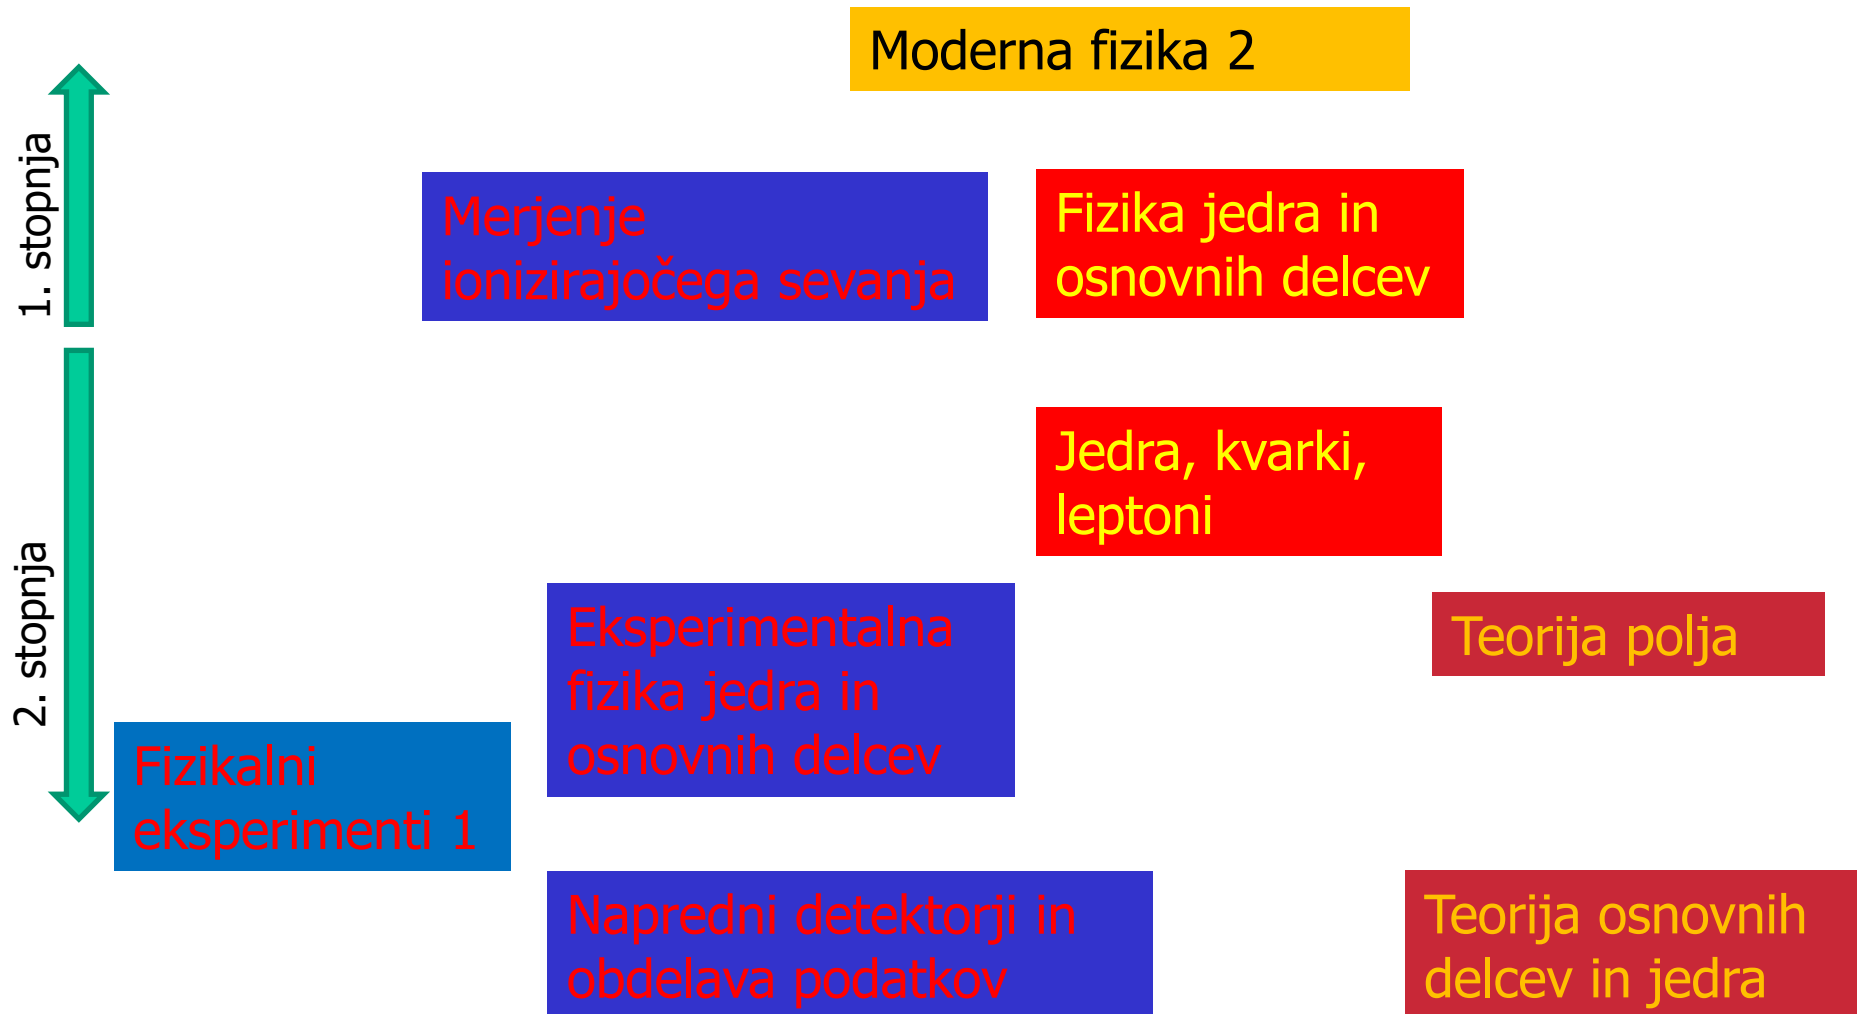 Moderna fizika 2
1. stopnja
Merjenje
ionizirajočega sevanja
Fizika jedra in
osnovnih delcev
Jedra, kvarki,
leptoni
2. stopnja
Eksperimentalna
fizika jedra in
osnovnih delcev
Teorija polja
Fizikalni
eksperimenti 1
Napredni detektorji in
obdelava podatkov
Teorija osnovnih
delcev in jedra